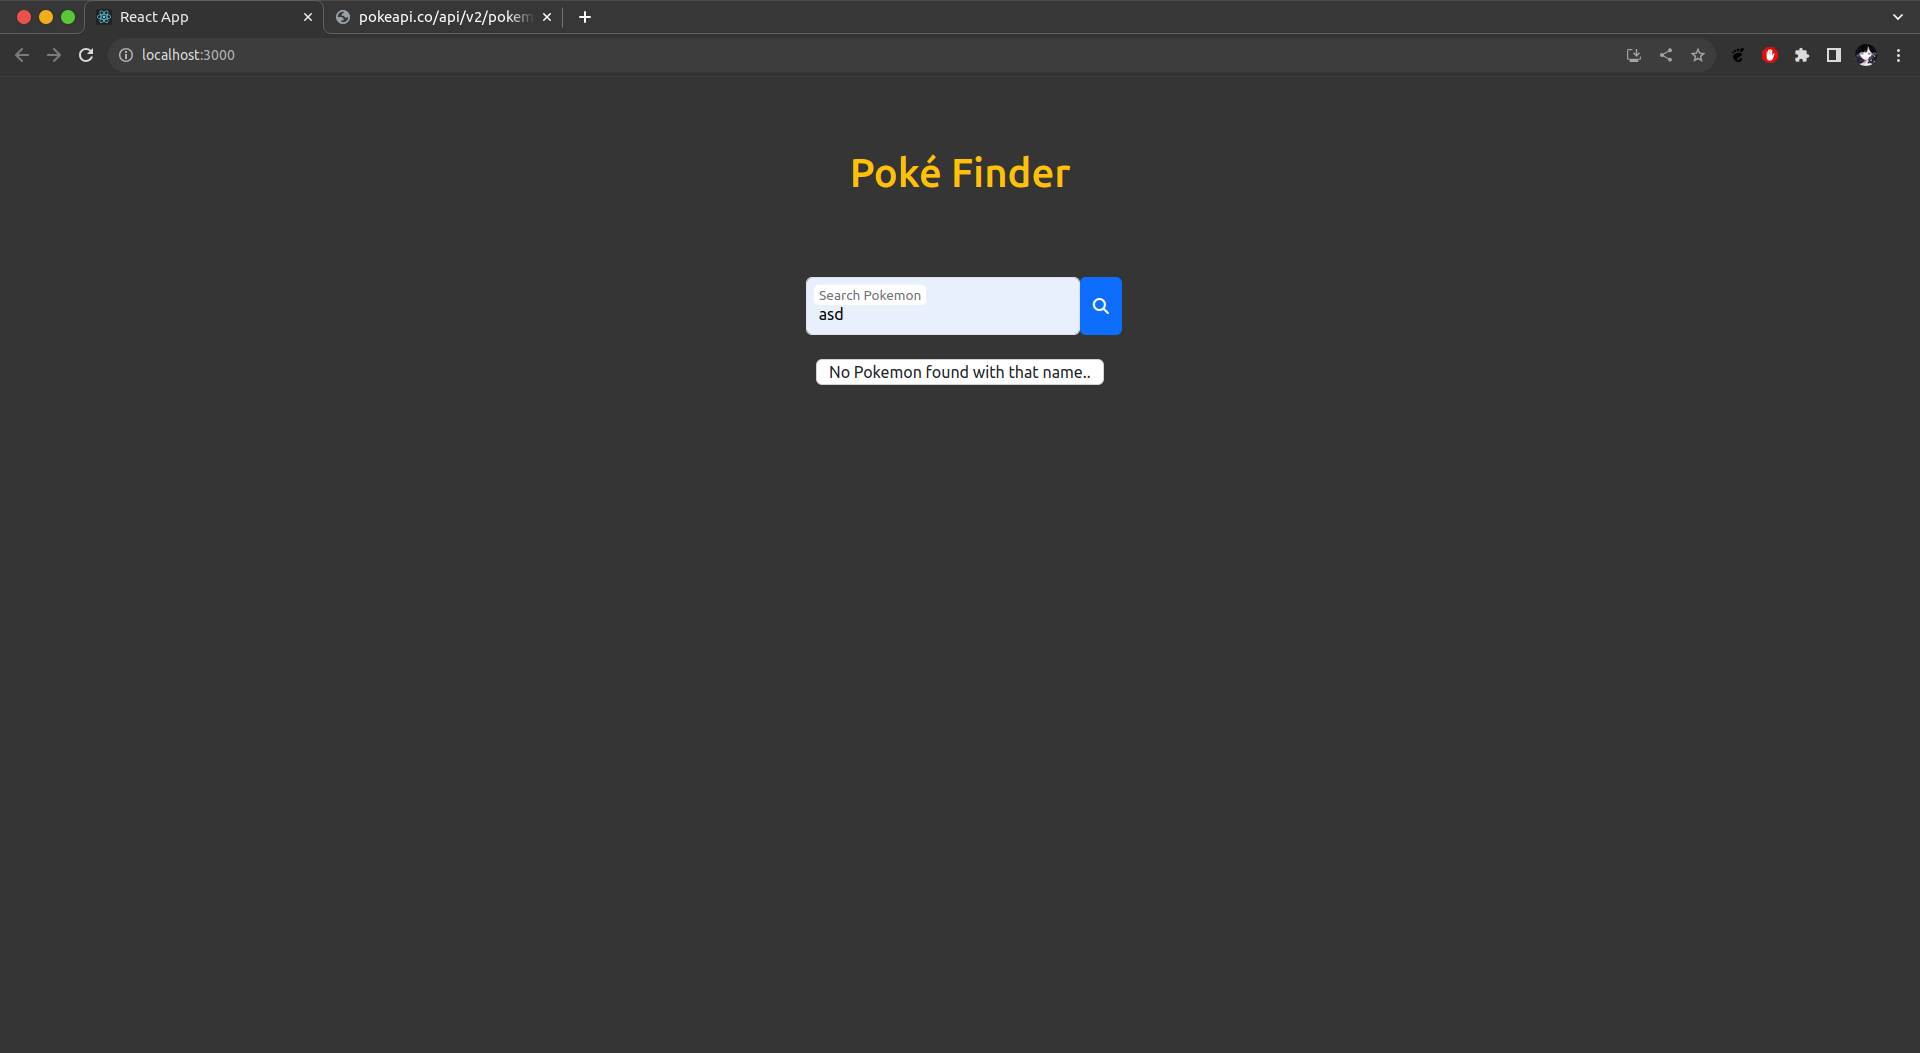 React App
pokeapi.co/api/v2/pokem
localhost:3000
Poké Finder
Search Pokemon
asd
No Pokemon found with that name..